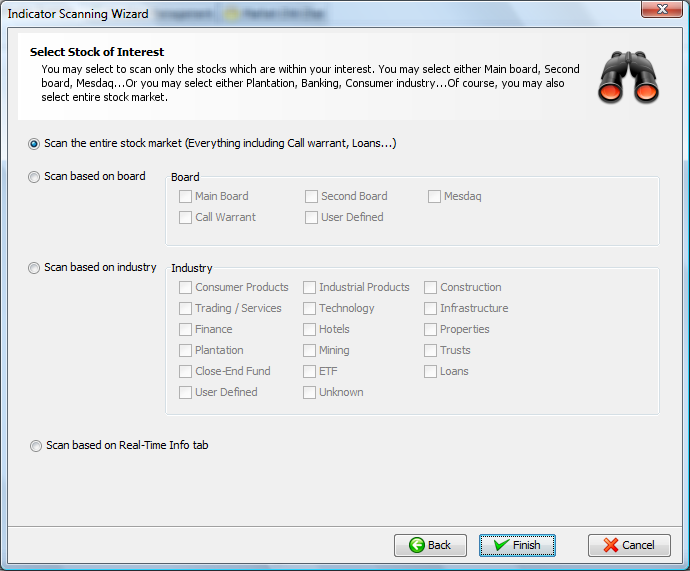 Indicator Scanning Wizard
Select Stock of Interest
You may select to scan only the stocks which are within your interest. You may select either Main board, Second
board, Mesdaq...Or you may select either Plantation, Banking, Consumer industry...Of course, you may also
select entire stock market.
Scan the entire stock market (Everything including Call warrant, Loans...)
Scan based on board
Board
Main Board Second Board Mesdaq
Call Warrant User Defined
Scan based on industry
Industry
Consumer Products Industrial Products Construction
Trading / Services Technology Infrastructure
Finance Hotels Properties
Plantation Mining Trusts
Close-End Fund ETF Loans
User Defined Unknown
Scan based on Real-Time Info tab
Back Finish Cancel